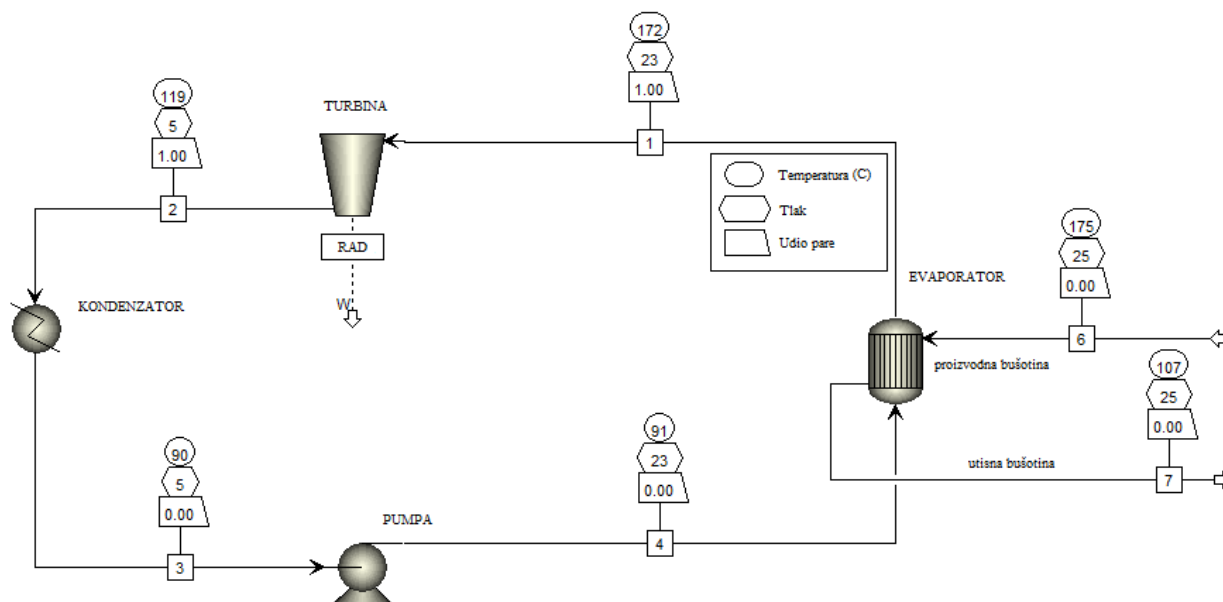 172
23
1.00
1
119
5
1.00
2
TURBINA
RAD
W
Temperatura (C)
Tlak
Udio pare
KONDENZATOR
EVAPORATOR
175
25
0.00
6
proizvodna bušotina
107
25
0.00
7
utisna bušotina
90
5
0.00
3
PUMPA
91
23
0.00
4